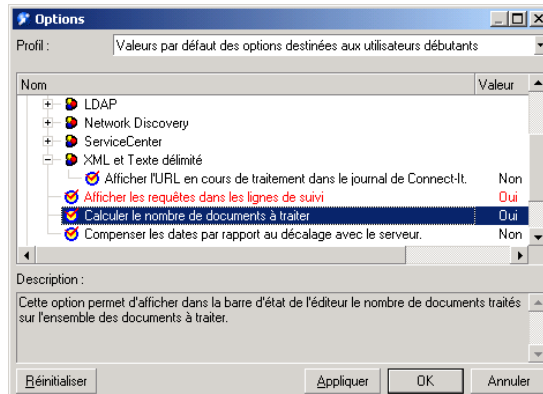 Options
Profil : Valeurs par défaut des options destinées aux utilisateurs débutants
Nom Valeur
LDAP
Network Discovery
ServiceCenter
XML et Texte délimité
Afficher l'URL en cours de traitement dans le journal de Connect-It. Non
Afficher les requêtes dans les lignes de suivi Oui
Calculer le nombre de documents à traiter Oui
Compenser les dates par rapport au décalage avec le serveur. Non
Description :
Cette option permet d'afficher dans la barre d'état de l'éditeur le nombre de documents traités
sur l'ensemble des documents à traiter.
Réinitialiser Appliquer OK Annuler